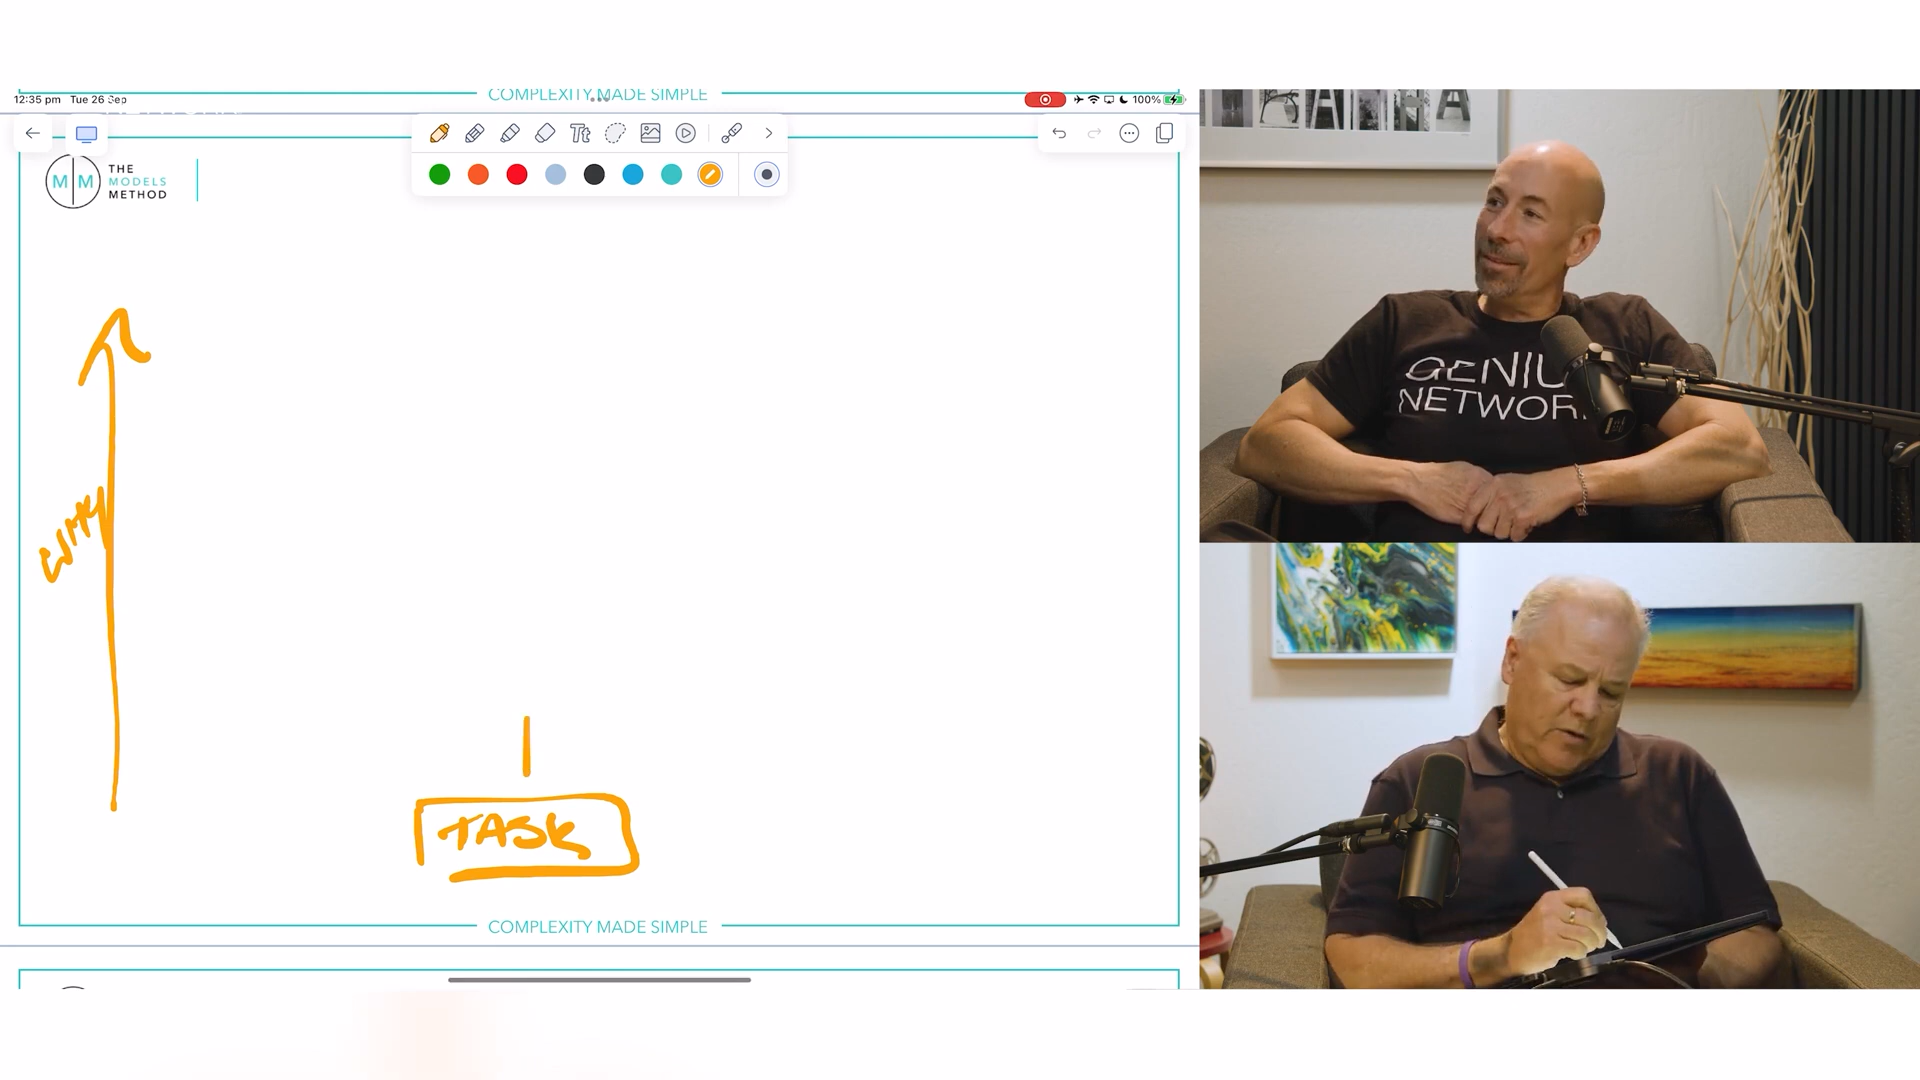 COMPLEXITY MADE SIMPLE
12:35 pm Tue 26 Sep
100%
Tt
M M
THE
MODELS
METHOD
TASK
COMPLEXITY MADE SIMPLE
GENIU
NETWOR